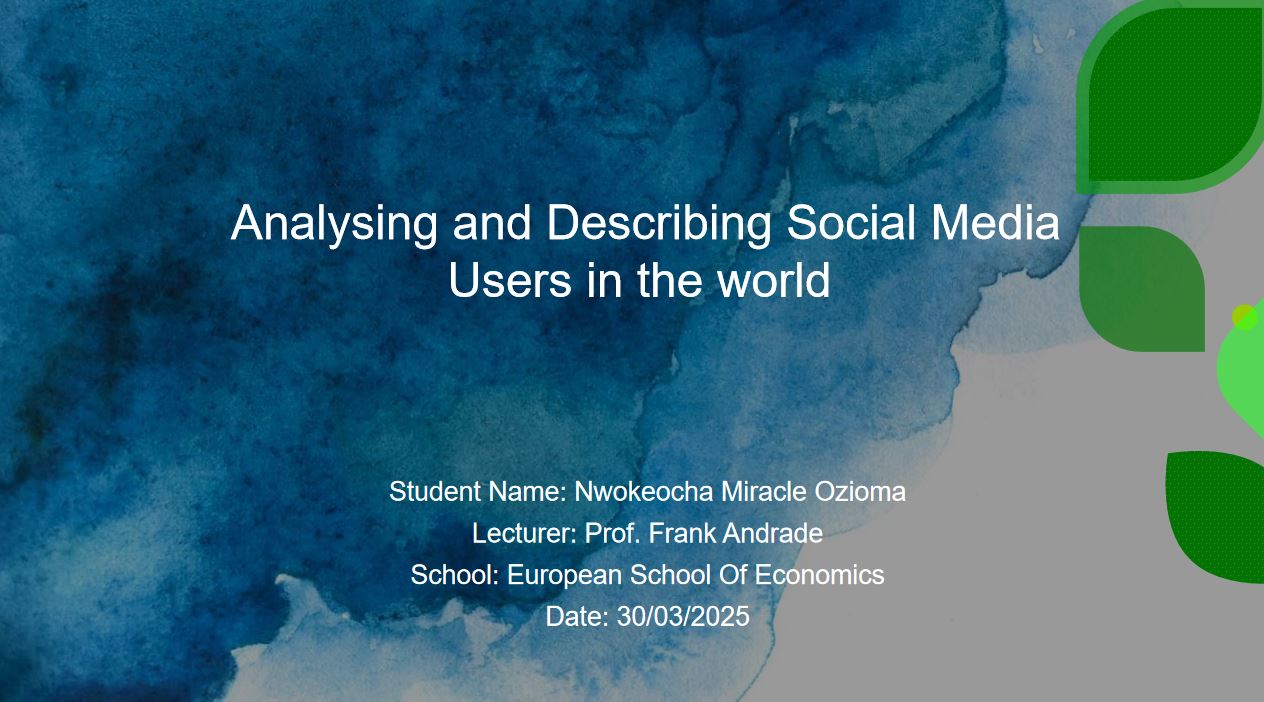 Analysing and Describing Social Media
Users in the world
Student Name: Nwokeocha Miracle Ozioma
Lecturer: Prof. Frank Andrade
School: European School Of Economics
Date: 30/03/2025